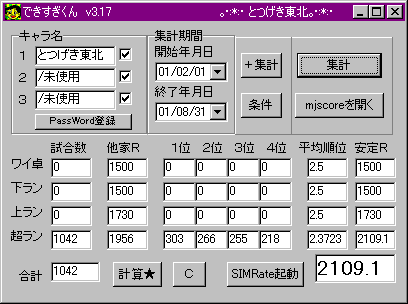 できすぎくん v3.17 ｡･:*:･とつげき東北｡･:*:･
キャラ名
1 とつげき東北
2 /未使用
3 /未使用
PassWord登録
集計期間
開始年月日
01/02/01
終了年月日
01/08/31
+集計 集計
条件 mjscoreを開く
試合数 他家R 1位 2位 3位 4位 平均順位 安定R
ワイ卓 0 1500 0 0 0 0 2.5 1500
下ラン 0 1500 0 0 0 0 2.5 1500
上ラン 0 1730 0 0 0 0 2.5 1730
超ラン 1042 1956 303 266 255 218 2.3723 2109.1
合計 1042 計算★ C SIMRate起動 2109.1